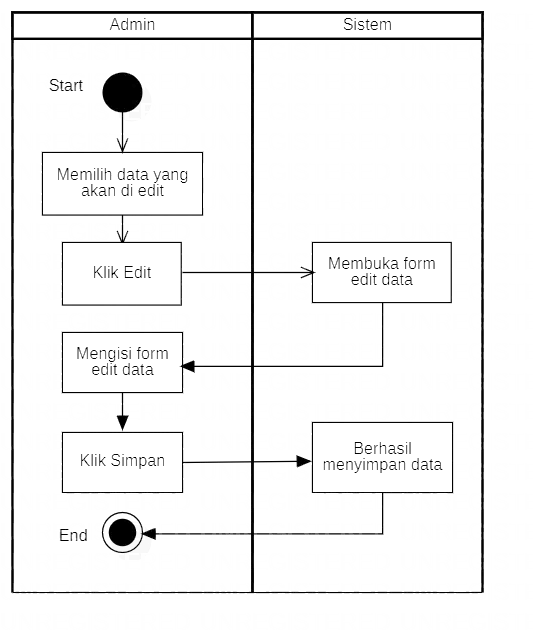 Admin
Sistem
Start
Memilih data yang
akan di edit
Klik Edit
Membuka form
edit data
Mengisi form
edit data
Klik Simpan
Berhasil
menyimpan data
End